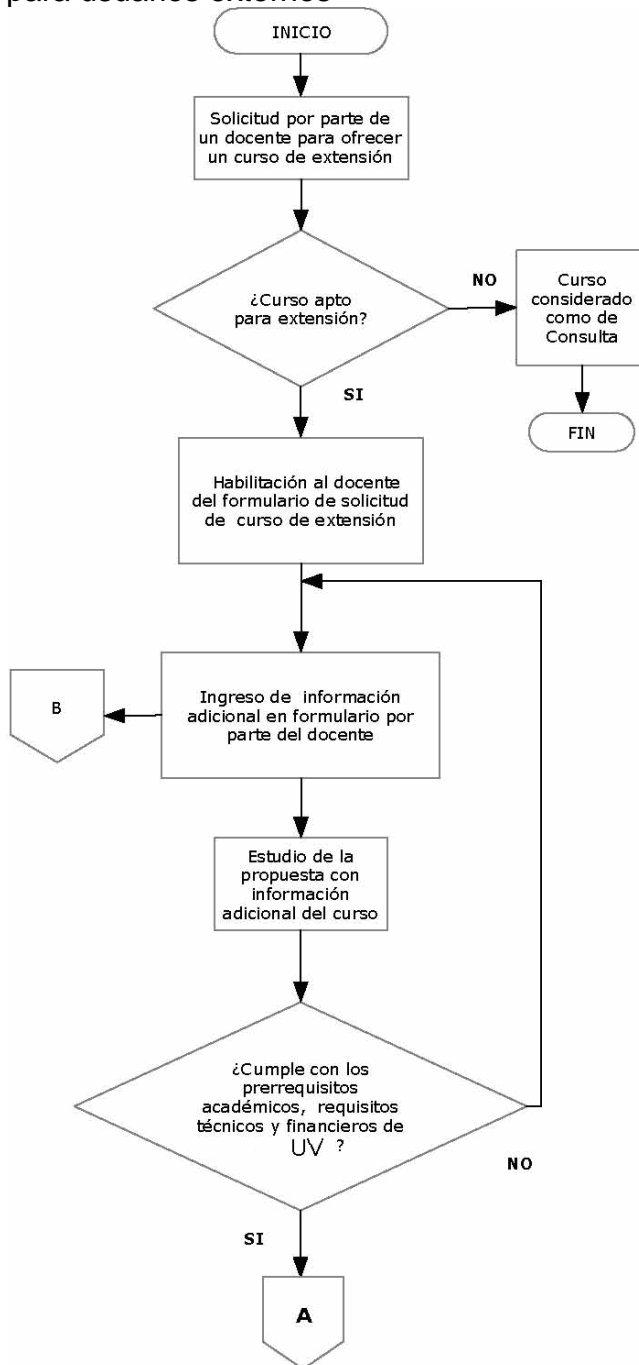 para usuarios externos
INICIO
Solicitud por parte de
un docente para ofrecer
un curso de extensión
¿Curso apto
para extensión?
NO
Curso
considerado
como de
Consulta
SI
FIN
Habilitación al docente
del formulario de solicitud
de curso de extensión
B
Ingreso de información
adicional en formulario por
parte del docente
Estudio de la
propuesta con
información
adicional del curso
¿Cumple con los
prerrequisitos
académicos, requisitos
técnicos y financieros de
UV ?
NO
SI
A